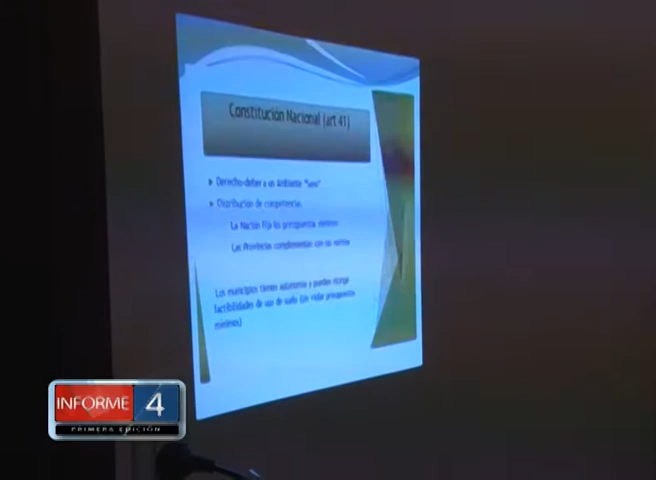 Constitución Nacional (art 41)
Derecho-deber a un Ambiente "Sano"
Distribución de competencia.
La Nación Fija los presupuestos mínimos
Las Provincias complementan con su normas
Los municipios tienen autonomía y pueden otorgar
factibilidades de uso de suelo (sin violar presupuestos
mínimos)
INFORME 4
PRIMERA EDICIÓN